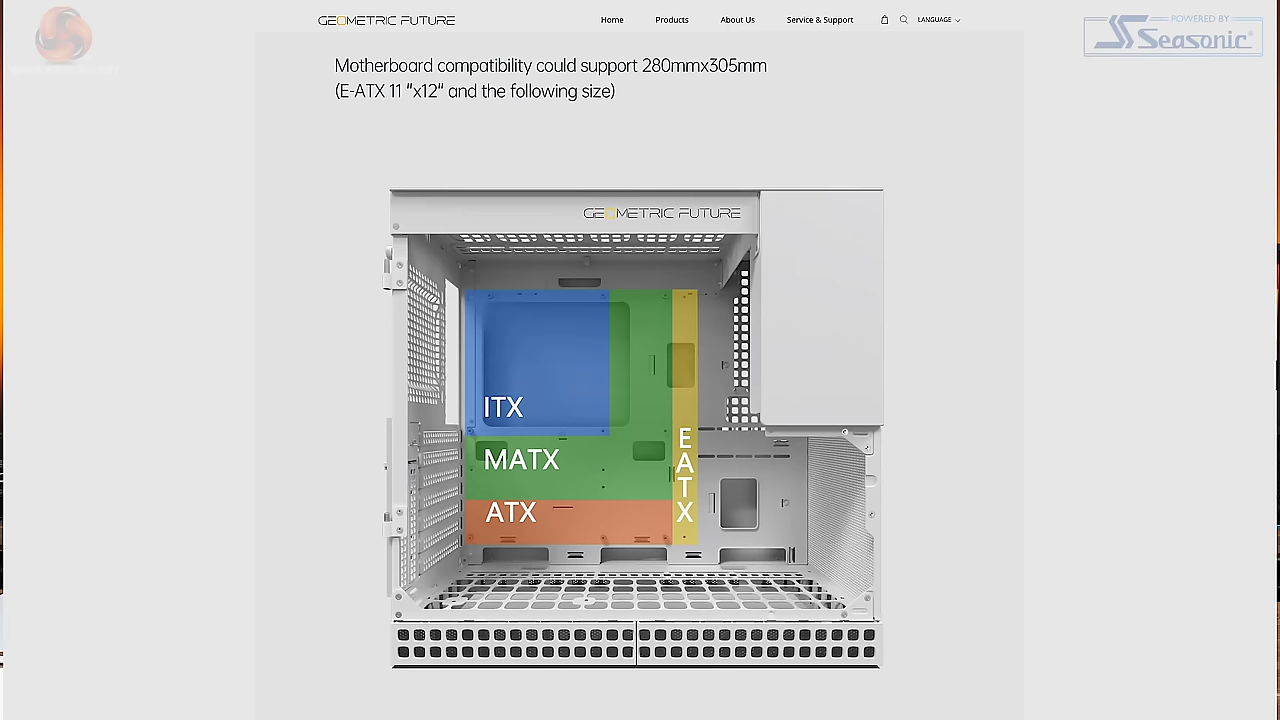 GEOMETRIC FUTURE
Home Products About Us Service & Support LANGUAGE
POWERED BY
Seasonic
Motherboard compatibility could support 280mmx305mm
(E-ATX 11 "x12" and the following size)
GEOMETRIC FUTURE
ITX
MATX
ATX
EATX